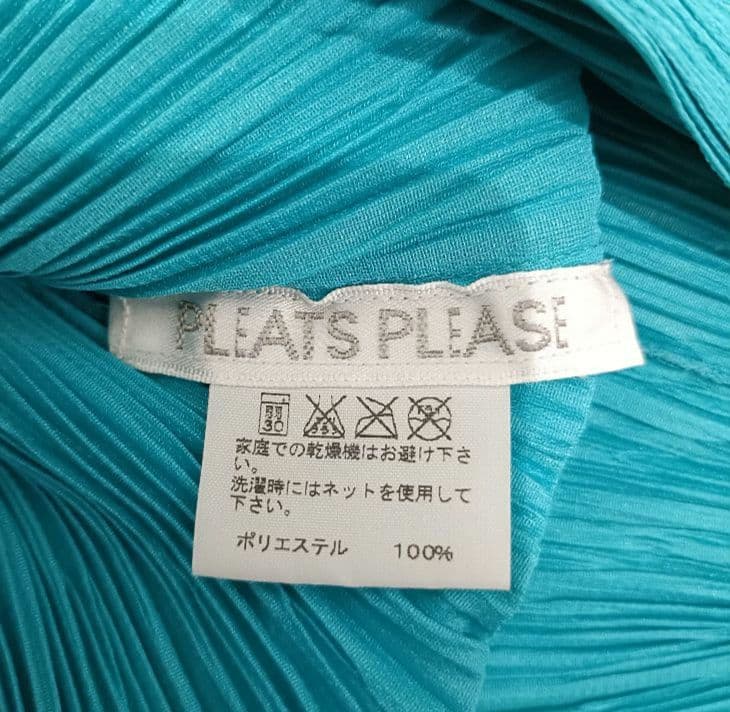 PLEATS PLEASE
弱
30
家庭での乾燥機はお避け下さ
い。
洗濯時にはネットを使用して
下さい。
ポリエステル 100%